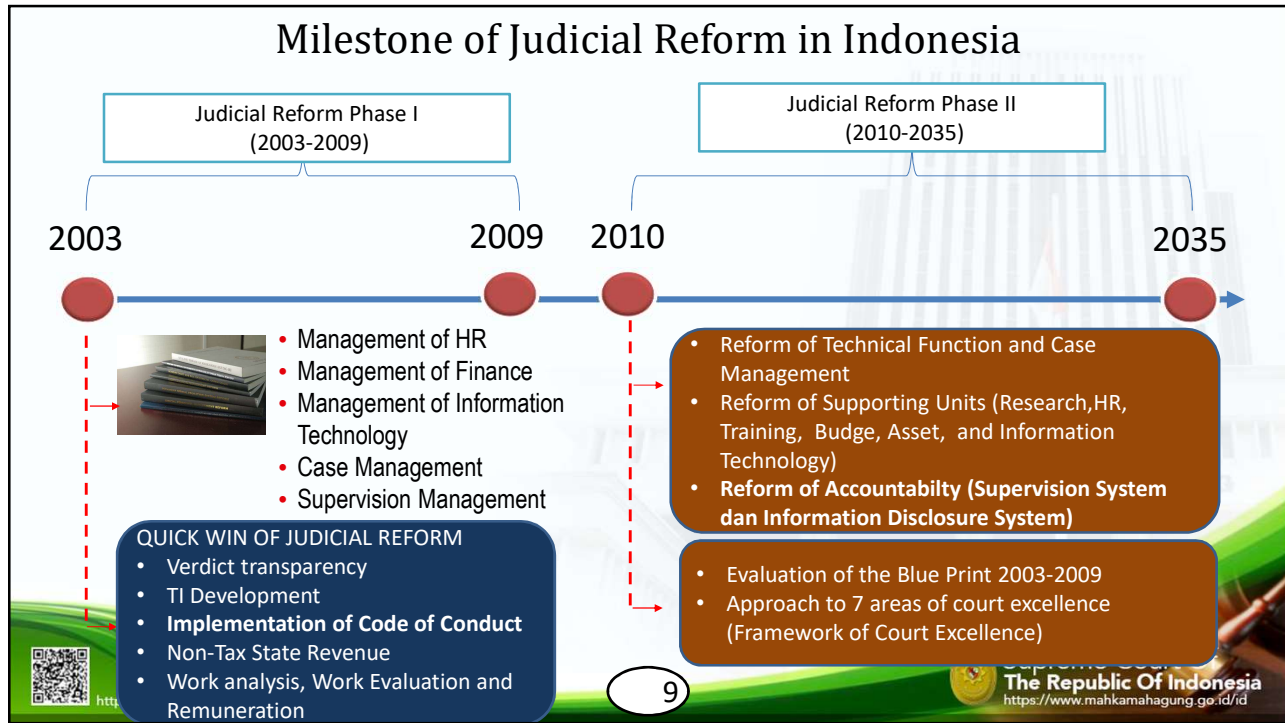 Milestone of Judicial Reform in Indonesia
Judicial Reform Phase I
(2003-2009)
Judicial Reform Phase II
(2010-2035)
2003
2009
2010
2035
• Management of HR
• Management of Finance
• Management of Information
Technology
• Case Management
• Supervision Management
QUICK WIN OF JUDICIAL REFORM
• Verdict transparency
• TI Development
• Implementation of Code of Conduct
• Non-Tax State Revenue
• Work analysis, Work Evaluation and
Remuneration
• Reform of Technical Function and Case
Management
• Reform of Supporting Units (Research,HR,
Training, Budge, Asset, and Information
Technology)
• Reform of Accountabilty (Supervision System
dan Information Disclosure System)
• Evaluation of the Blue Print 2003-2009
• Approach to 7 areas of court excellence
(Framework of Court Excellence)
http
9
Supreme Court
The Republic Of Indonesia
https://www.mahkamahagung.go.id/id